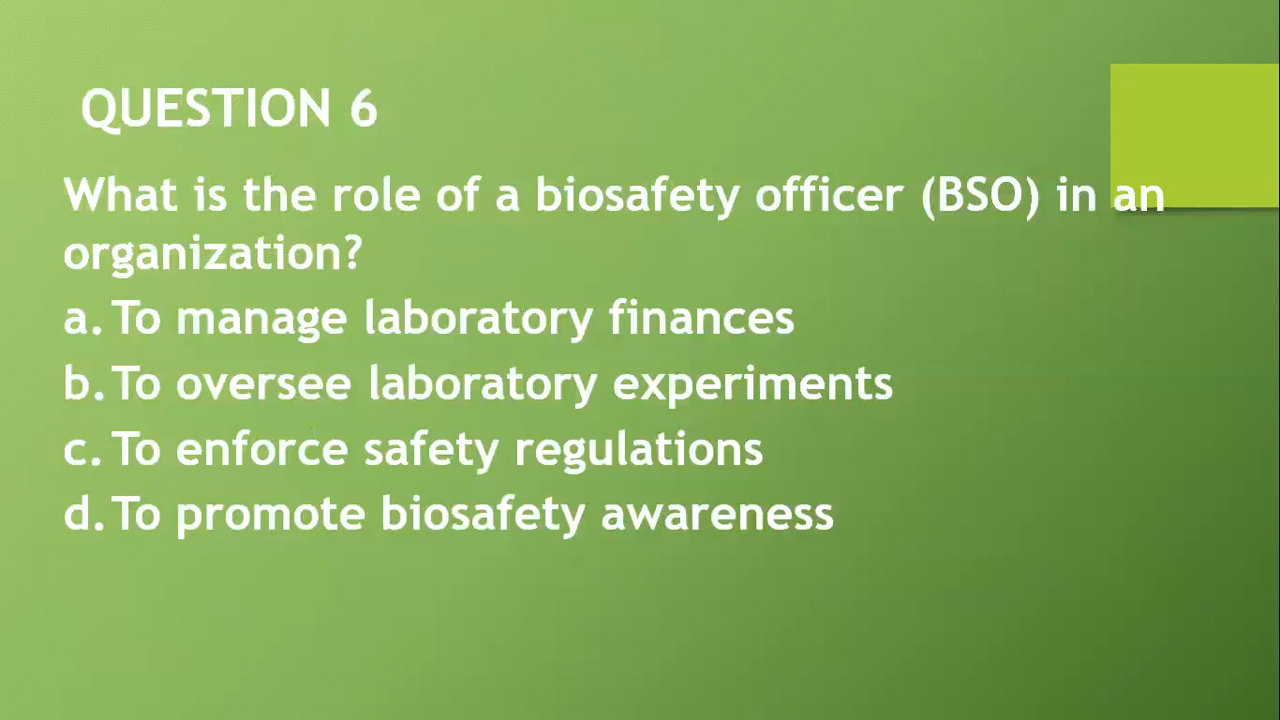 QUESTION 6
What is the role of a biosafety officer (BSO) in an
organization?
a. To manage laboratory finances
b. To oversee laboratory experiments
c. To enforce safety regulations
d. To promote biosafety awareness